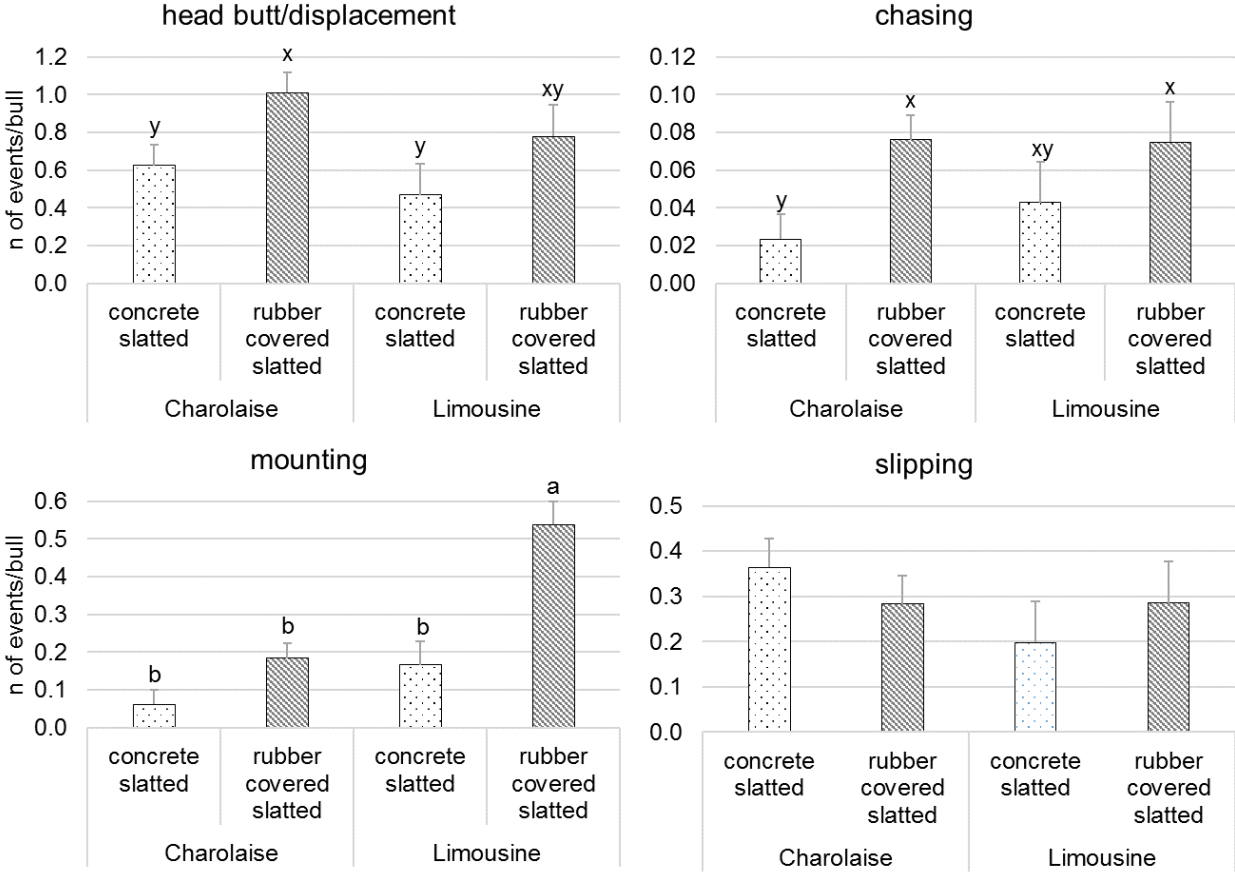 head butt/displacement
n of events/bull
1.2
1.0
0.8
0.6
0.4
0.2
0.0
y
x
y
xy
concrete
slatted
rubber
covered
slatted
concrete
slatted
rubber
covered
slatted
Charolaise
Limousine
chasing
0.12
0.10
0.08
0.06
0.04
0.02
0.00
y
x
xy
x
concrete
slatted
rubber
covered
slatted
concrete
slatted
rubber
covered
slatted
Charolaise
Limousine
mounting
n of events/bull
0.6
0.5
0.4
0.3
0.2
0.1
0.0
b
b
b
a
concrete
slatted
rubber
covered
slatted
concrete
slatted
rubber
covered
slatted
Charolaise
Limousine
slipping
0.5
0.4
0.3
0.2
0.1
0.0
concrete
slatted
rubber
covered
slatted
concrete
slatted
rubber
covered
slatted
Charolaise
Limousine